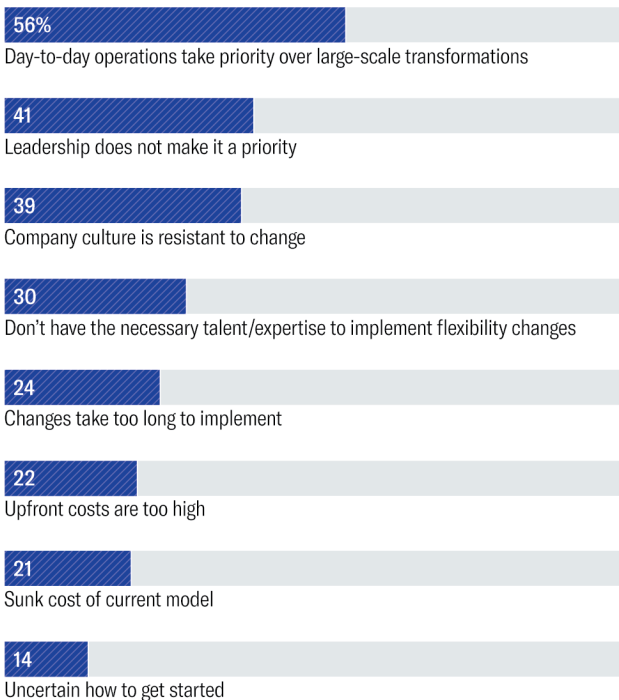 56%
Day-to-day operations take priority over large-scale transformations
41
Leadership does not make it a priority
39
Company culture is resistant to change
30
Don’t have the necessary talent/expertise to implement flexibility changes
24
Changes take too long to implement
22
Upfront costs are too high
21
Sunk cost of current model
14
Uncertain how to get started